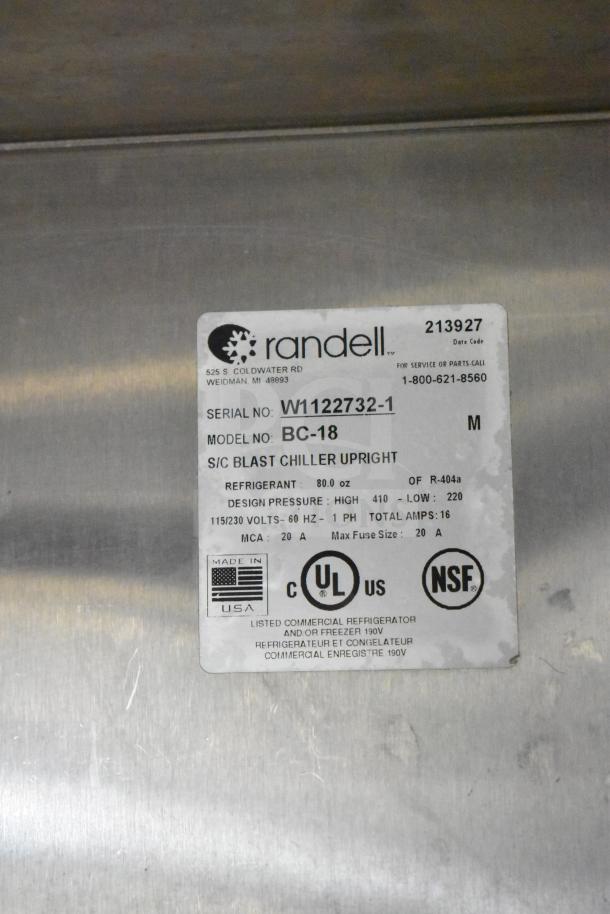 randell™
213927
Date Code
525 S. COLDWATER RD
WEIDMAN, MI 48893
FOR SERVICE OR PARTS CALL
1-800-621-8560
SERIAL NO: W1122732-1
MODEL NO: BC-18
M
S/C BLAST CHILLER UPRIGHT
REFRIGERANT : 80.0 oz OF R-404a
DESIGN PRESSURE : HIGH 410 - LOW : 220
115/230 VOLTS- 60 HZ - 1 PH TOTAL AMPS: 16
MCA : 20 A Max Fuse Size : 20 A
MADE IN
USA
C UL® US
NSF®
LISTED COMMERCIAL REFRIGERATOR
AND/OR FREEZER 190V
REFRIGERATEUR ET CONGELATEUR
COMMERCIAL ENREGISTRE 190V